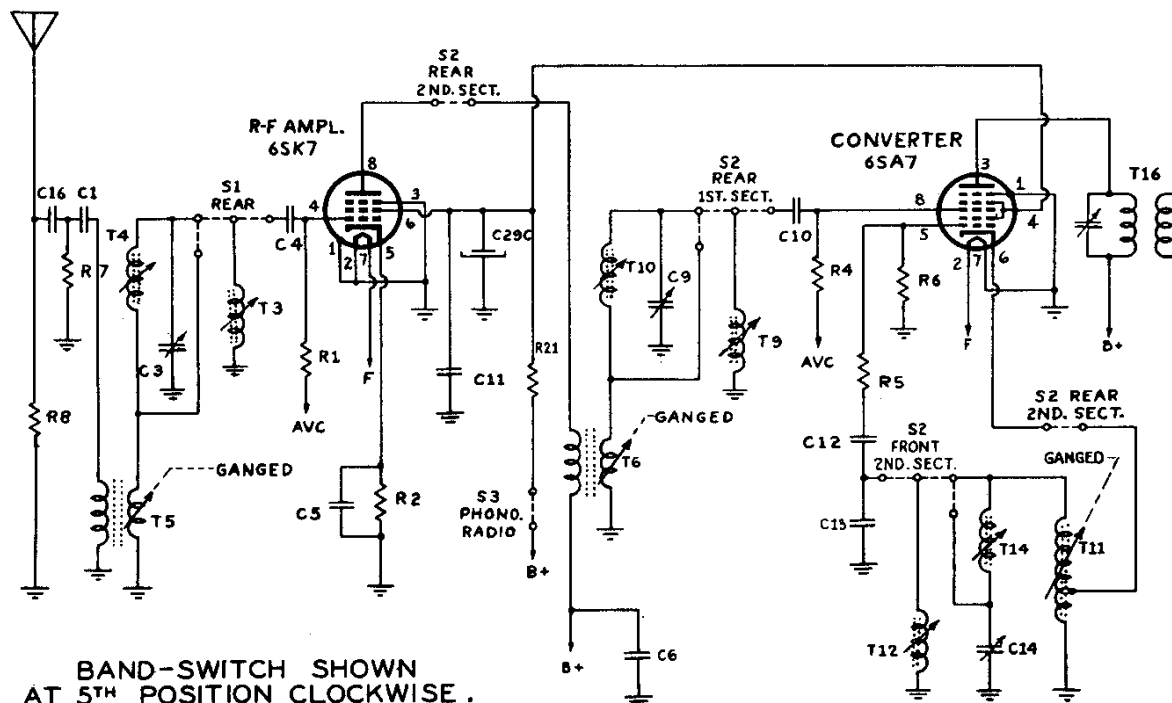 S2
REAR
2ND. SECT.
R-F AMPL.
6SK7
CONVERTER
6SA7
8
3
6
4
1
2
7
5
3
1
8
4
5
2
7
6
T16
C16
C1
S1
REAR
S2
REAR
1ST. SECT.
R7
T4
C4
C29C
T10
C9
C10
R4
R6
T3
C3
R1
F
C11
R21
T9
AVC
F
B+
R8
AVC
R5
S2 REAR
2ND. SECT.
GANGED
T5
C5
R2
S3
PHONO.
RADIO
B+
GANGED
T6
C12
S2
FRONT
2ND. SECT.
GANGED
C15
T14
T11
T12
C14
B+
C6
BAND-SWITCH SHOWN
AT 5TH POSITION CLOCKWISE.